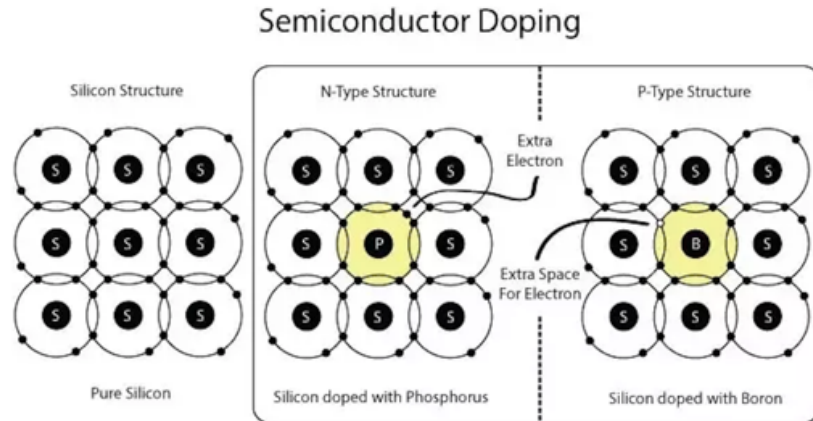 Semiconductor Doping
Silicon Structure
N-Type Structure
P-Type Structure
Extra
Electron
S S S
S S S
S S S
S S S
S P S
S S S
S S S
S B S
S S S
Extra Space
For Electron
Pure Silicon
Silicon doped with Phosphorus
Silicon doped with Boron